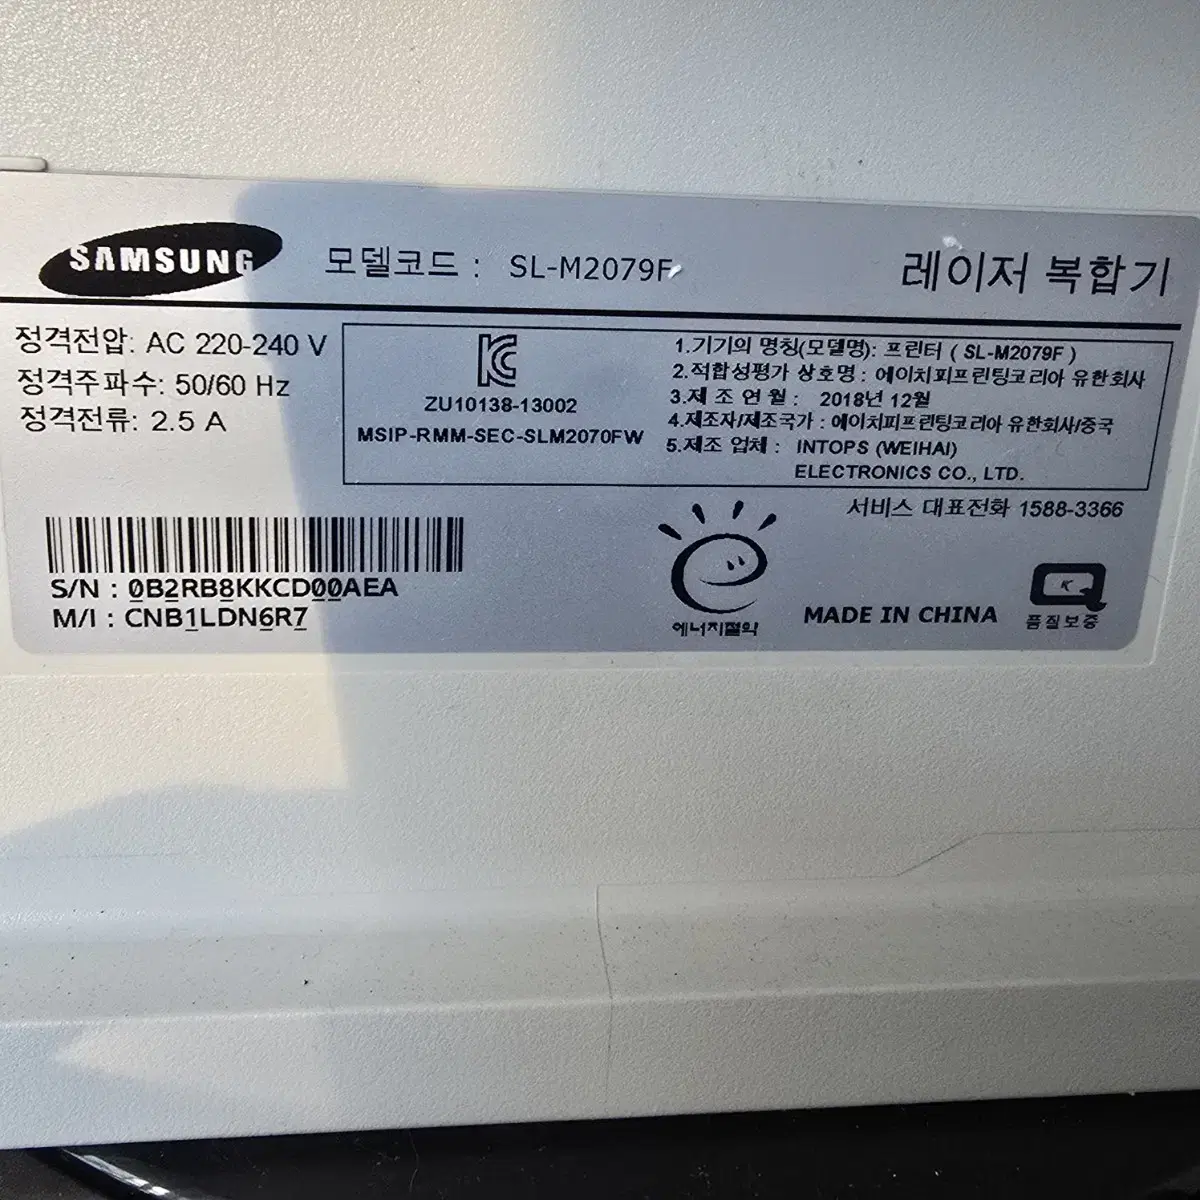 SAMSUNG
모델코드 : SL-M2079F
레이저 복합기
정격전압: AC 220-240 V
정격주파수: 50/60 Hz
정격전류: 2.5 A
ZU10138-13002
MSIP-RMM-SEC-SLM2070FW
1.기기의 명칭(모델명): 프린터 ( SL-M2079F )
2.적합성평가 상호명 : 에이치피프린팅코리아 유한회사
3.제 조 연 월 : 2018년 12월
4.제조자/제조국가 : 에이치피프린팅코리아 유한회사/중국
5.제조 업체 : INTOPS (WEIHAI)
ELECTRONICS CO., LTD.
서비스 대표전화 1588-3366
S/N : 0B2RB8KKCD00AEA
M/I : CNB1LDN6R7
에너지절약
MADE IN CHINA
K
품질보증